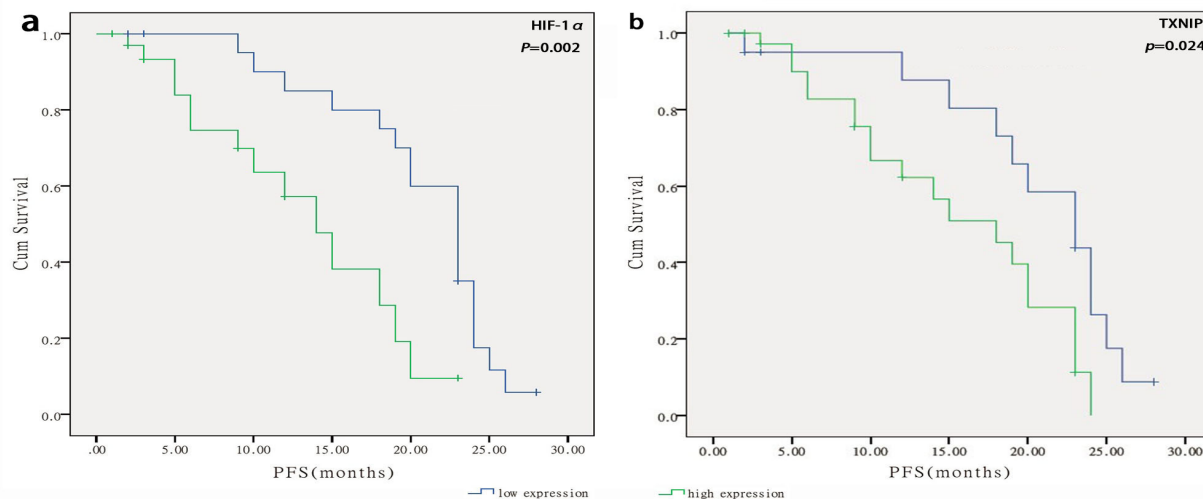 a
HIF-1α
P=0.002
Cum Survival
1.0
0.8
0.6
0.4
0.2
0.0
.00 5.00 10.00 15.00 20.00 25.00 30.00
PFS(months)
b
TXNIP
p=0.024
Cum Survival
1.0
0.8
0.6
0.4
0.2
0.0
0.00 5.00 10.00 15.00 20.00 25.00 30.00
PFS(months)
low expression
high expression